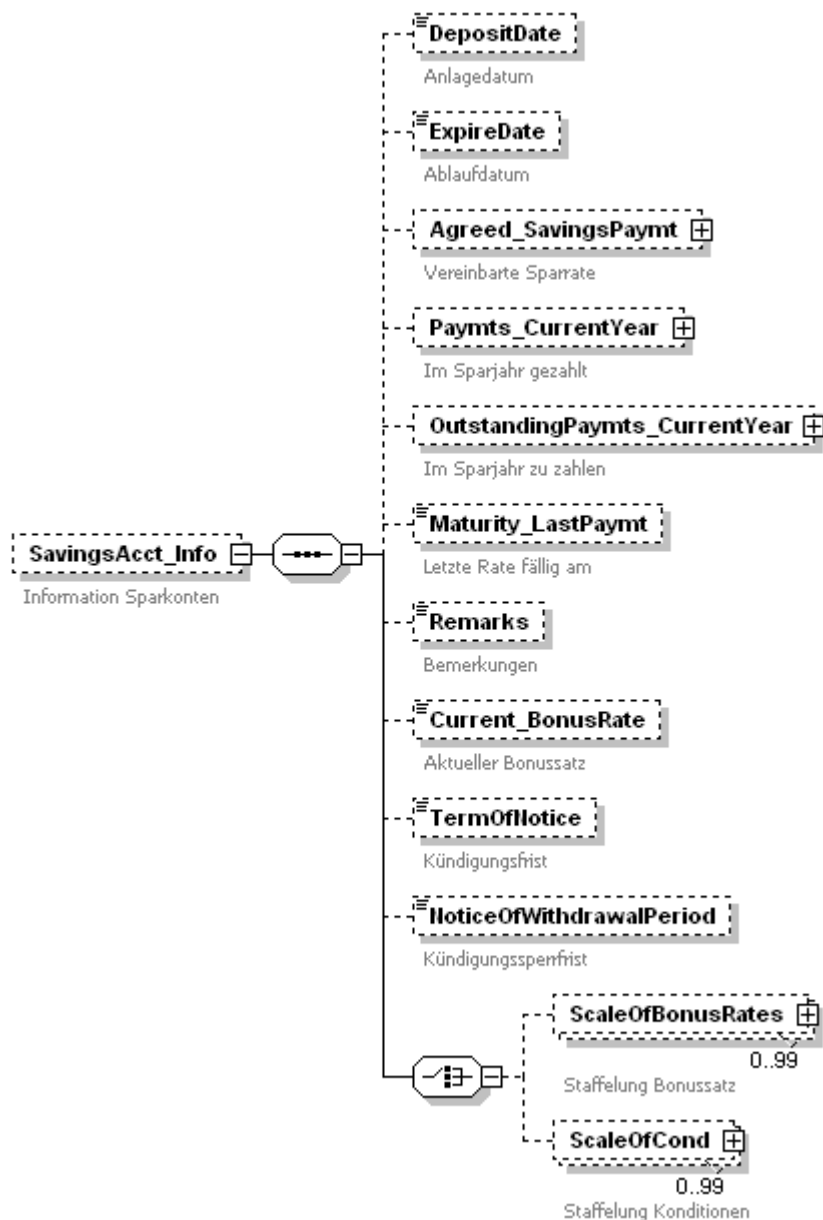 DepositDate
Anlagedatum
ExpireDate
Ablaufdatum
Agreed_SavingsPaymt
Vereinbarte Sparrate
Paymts_CurrentYear
Im Sparjahr gezahlt
OutstandingPaymts_CurrentYear
Im Sparjahr zu zahlen
Maturity_LastPaymt
Letzte Rate fällig am
SavingsAcct_Info
Information Sparkonten
Remarks
Bemerkungen
Current_BonusRate
Aktueller Bonussatz
TermOfNotice
Kündigungsfrist
NoticeOfWithdrawalPeriod
Kündigungssperrfrist
ScaleOfBonusRates
0..99
Staffelung Bonussatz
ScaleOfCond
0..99
Staffelung Konditionen